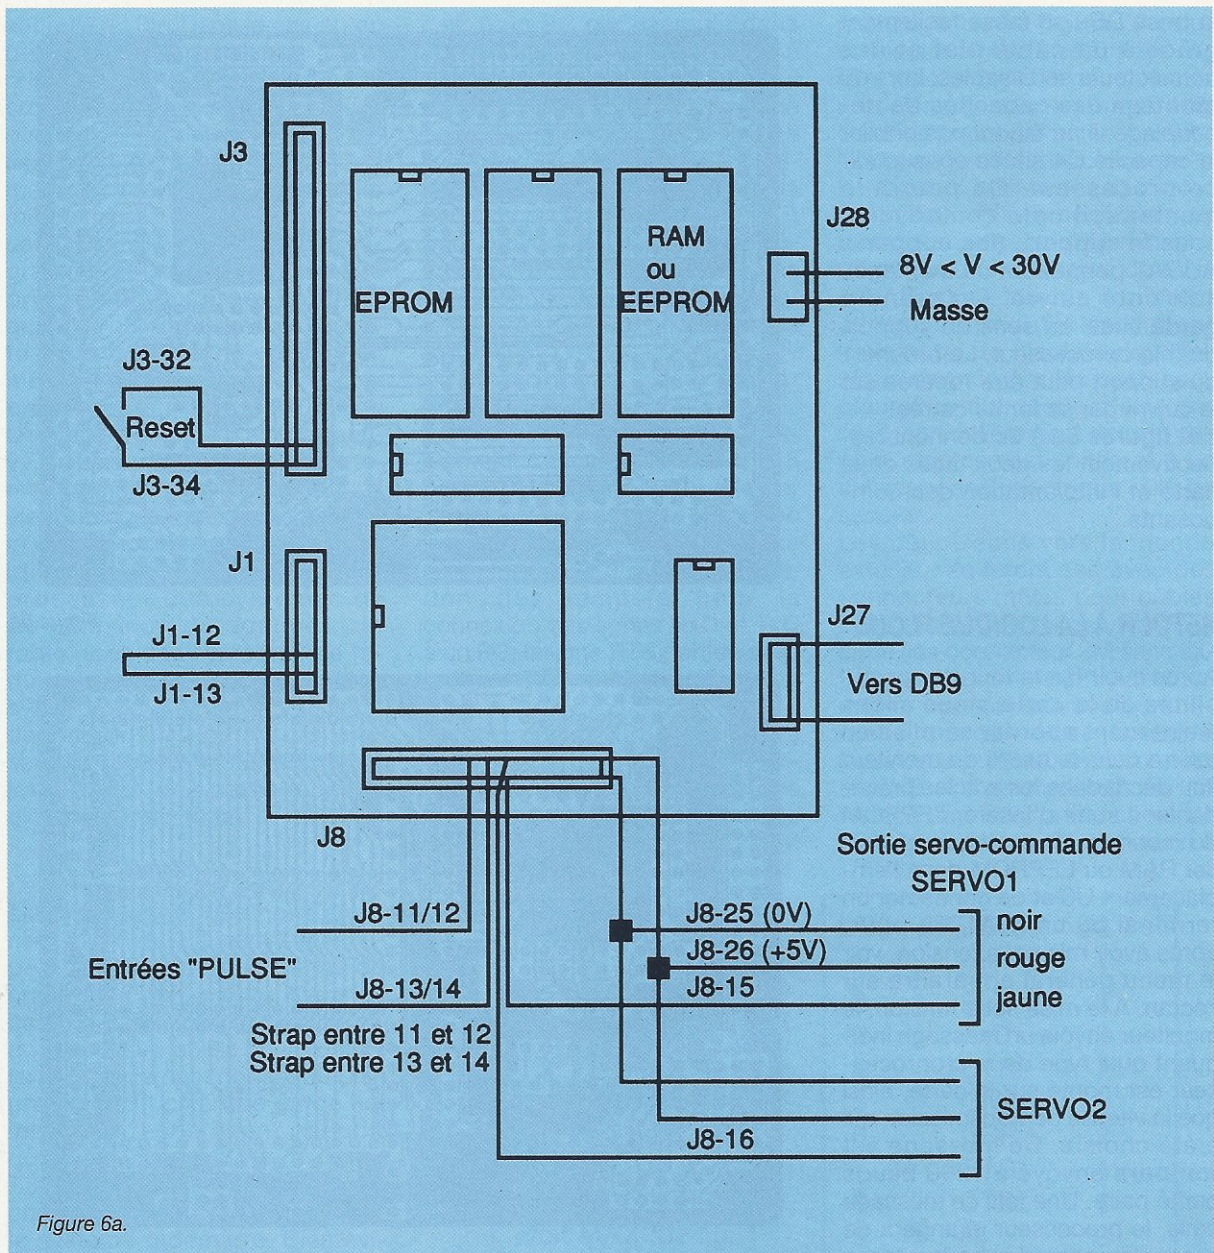 J3
J28
RAM
ou
EEPROM
EPROM
8V < V < 30V
Masse
J3-32
Reset
J3-34
J1
J1-12
J1-13
J27
Vers DB9
J8
Sortie servo-commande
SERVO1
J8-11/12
J8-25 (0V)
noir
Entrées "PULSE"
J8-26 (+5V)
rouge
J8-13/14
J8-15
jaune
Strap entre 11 et 12
Strap entre 13 et 14
SERVO2
J8-16
Figure 6a.